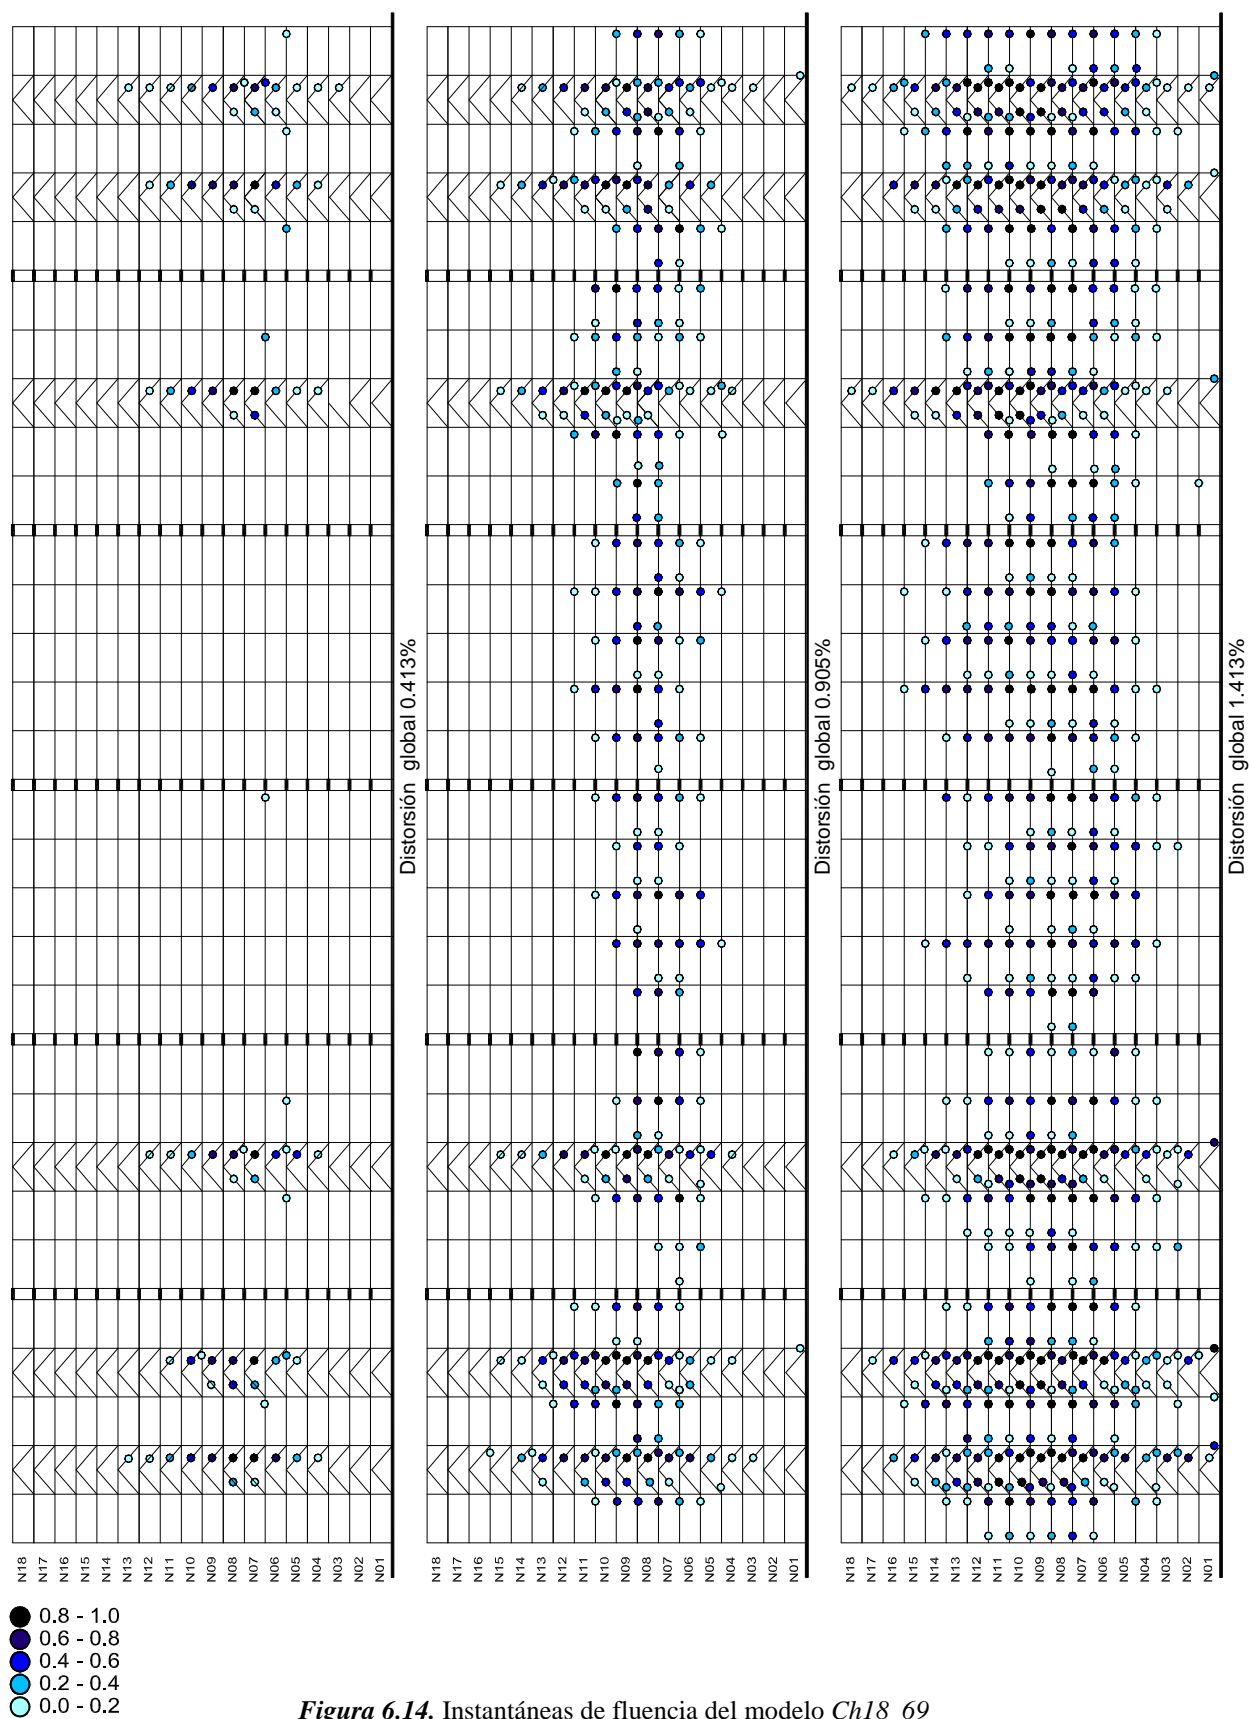 Distorsión global 0.413%
Distorsión global 0.905%
Distorsión global 1.413%
N18 N17 N16 N15 N14 N13 N12 N11 N10 N09 N08 N07 N06 N05 N04 N03 N02 N01
N18 N17 N16 N15 N14 N13 N12 N11 N10 N09 N08 N07 N06 N05 N04 N03 N02 N01
N18 N17 N16 N15 N14 N13 N12 N11 N10 N09 N08 N07 N06 N05 N04 N03 N02 N01
0.8 - 1.0
0.6 - 0.8
0.4 - 0.6
0.2 - 0.4
0.0 - 0.2
Figura 6.14. Instantáneas de fluencia del modelo Ch18_69